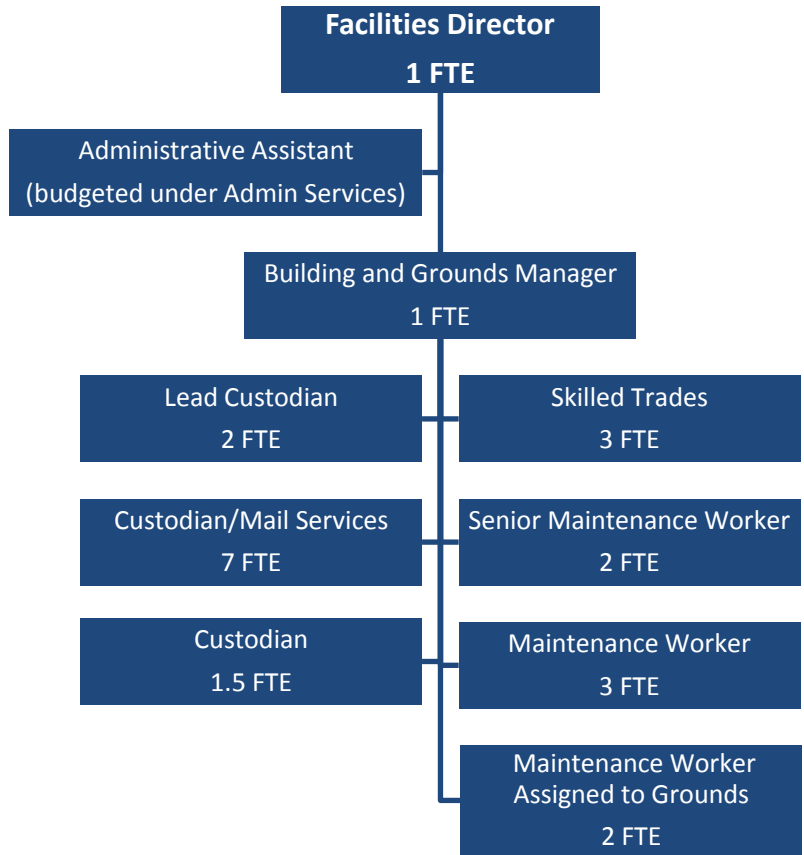 Facilities Director
1 FTE
Administrative Assistant
(budgeted under Admin Services)
Building and Grounds Manager
1 FTE
Lead Custodian
2 FTE
Skilled Trades
3 FTE
Custodian/Mail Services
7 FTE
Senior Maintenance Worker
2 FTE
Custodian
1.5 FTE
Maintenance Worker
3 FTE
Maintenance Worker
Assigned to Grounds
2 FTE